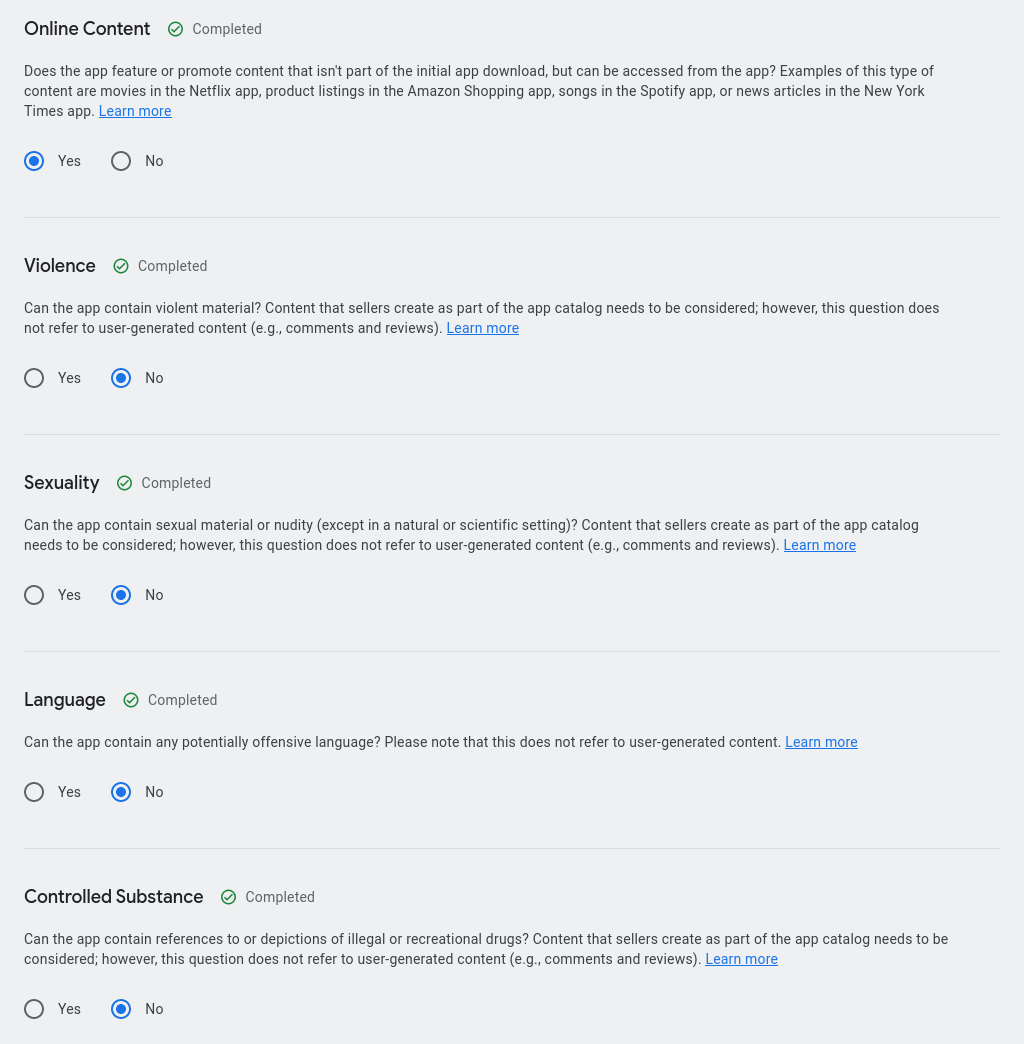 Online Content Completed
Does the app feature or promote content that isn't part of the initial app download, but can be accessed from the app? Examples of this type of
content are movies in the Netflix app, product listings in the Amazon Shopping app, songs in the Spotify app, or news articles in the New York
Times app. Learn more
Yes No
Violence Completed
Can the app contain violent material? Content that sellers create as part of the app catalog needs to be considered; however, this question does
not refer to user-generated content (e.g., comments and reviews). Learn more
Yes No
Sexuality Completed
Can the app contain sexual material or nudity (except in a natural or scientific setting)? Content that sellers create as part of the app catalog
needs to be considered; however, this question does not refer to user-generated content (e.g., comments and reviews). Learn more
Yes No
Language Completed
Can the app contain any potentially offensive language? Please note that this does not refer to user-generated content. Learn more
Yes No
Controlled Substance Completed
Can the app contain references to or depictions of illegal or recreational drugs? Content that sellers create as part of the app catalog needs to be
considered; however, this question does not refer to user-generated content (e.g., comments and reviews). Learn more
Yes No